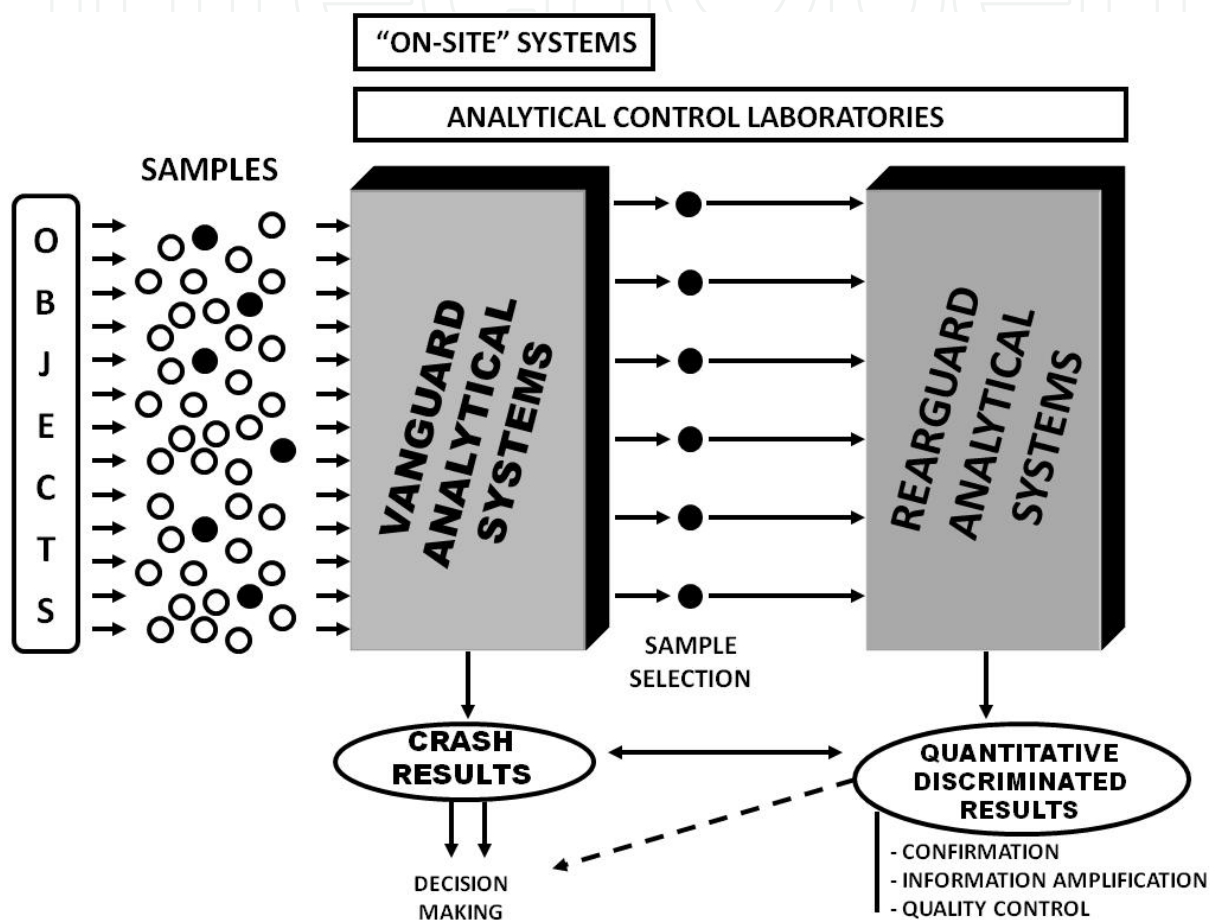 “ON-SITE” SYSTEMS
ANALYTICAL CONTROL LABORATORIES
SAMPLES
OBJECTS
VANGUARD
ANALYTICAL
SYSTEMS
REARGUARD
ANALYTICAL
SYSTEMS
SAMPLE
SELECTION
CRASH
RESULTS
QUANTITATIVE
DISCRIMINATED
RESULTS
- CONFIRMATION
- INFORMATION AMPLIFICATION
- QUALITY CONTROL
DECISION
MAKING